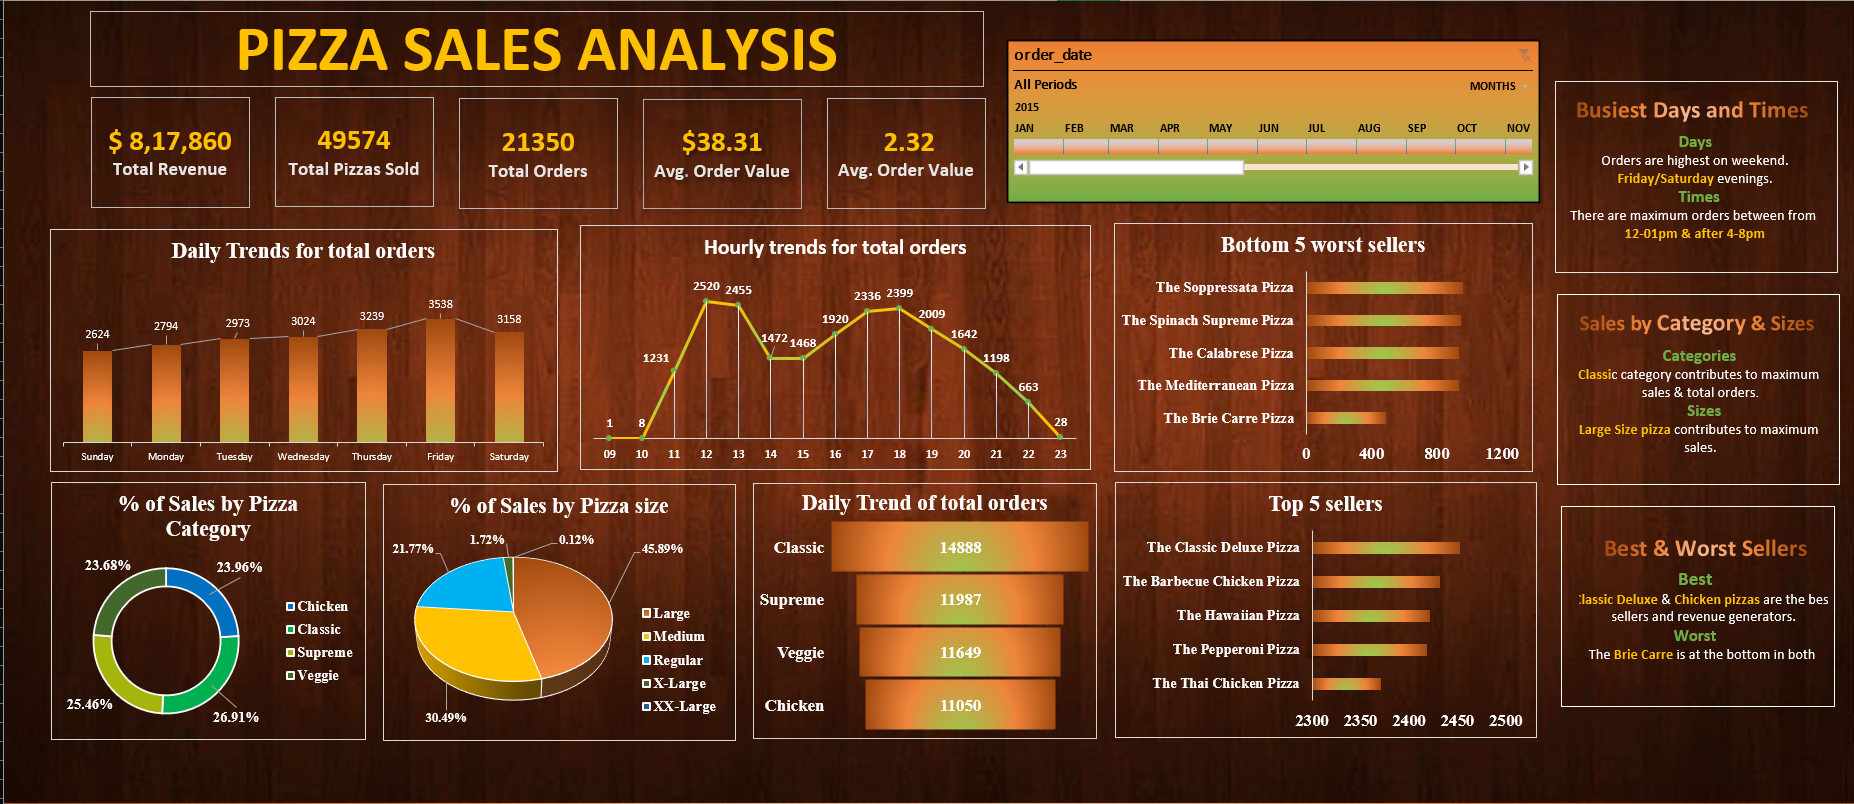 PIZZA SALES ANALYSIS
$ 8,17,860
Total Revenue
49574
Total Pizzas Sold
21350
Total Orders
$38.31
Avg. Order Value
2.32
Avg. Order Value
order_date
All Periods
MONTHS
2015
JAN FEB MAR APR MAY JUN JUL AUG SEP OCT NOV
Busiest Days and Times
Days
Orders are highest on weekend.
Friday/Saturday evenings.
Times
There are maximum orders between from
12-01pm & after 4-8pm
Daily Trends for total orders
2624 2794 2973 3024 3239 3538 3158
Sunday Monday Tuesday Wednesday Thursday Friday Saturday
Hourly trends for total orders
1 8 1231 2520 2455 1472 1468 1920 2336 2399 2009 1642 1198 663 28
09 10 11 12 13 14 15 16 17 18 19 20 21 22 23
Bottom 5 worst sellers
The Soppressata Pizza
The Spinach Supreme Pizza
The Calabrese Pizza
The Mediterranean Pizza
The Brie Carre Pizza
0 400 800 1200
Sales by Category & Sizes
Categories
Classic category contributes to maximum
sales & total orders.
Sizes
Large Size pizza contributes to maximum
sales.
% of Sales by Pizza
Category
23.68%
23.96%
25.46%
26.91%
Chicken
Classic
Supreme
Veggie
% of Sales by Pizza size
21.77%
1.72%
0.12%
45.89%
30.49%
Large
Medium
Regular
X-Large
XX-Large
Daily Trend of total orders
Classic 14888
Supreme 11987
Veggie 11649
Chicken 11050
Top 5 sellers
The Classic Deluxe Pizza
The Barbecue Chicken Pizza
The Hawaiian Pizza
The Pepperoni Pizza
The Thai Chicken Pizza
2300 2350 2400 2450 2500
Best & Worst Sellers
Best
lassic Deluxe & Chicken pizzas are the bes
sellers and revenue generators.
Worst
The Brie Carre is at the bottom in both